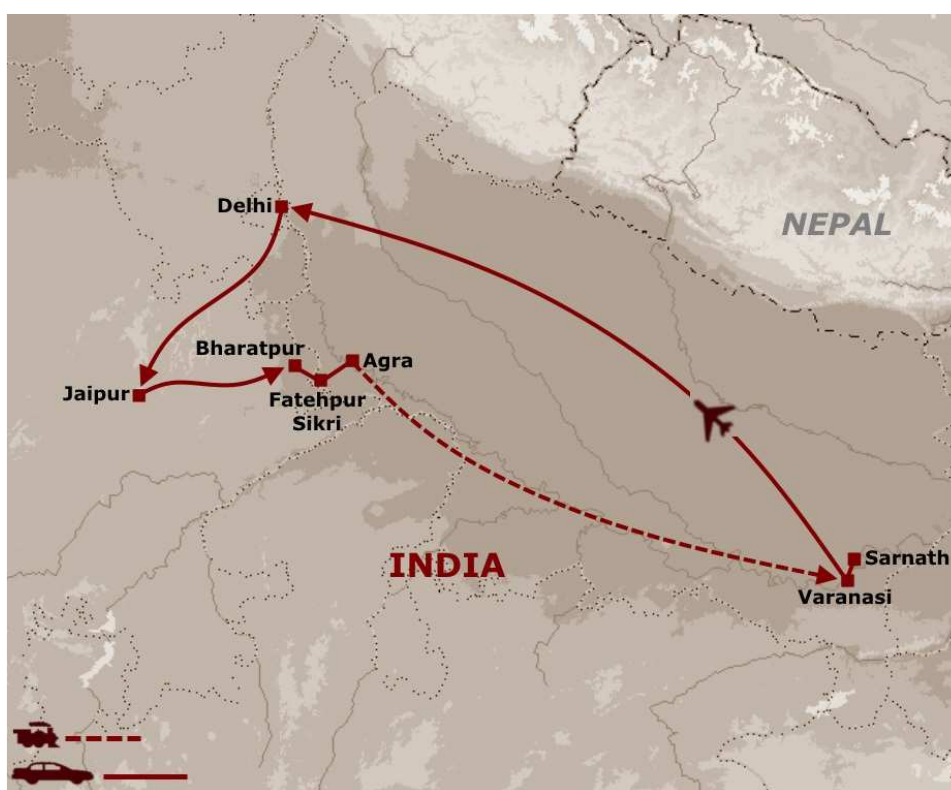 NEPAL
Delhi
Bharatpur
Agra
Jaipur
Fatehpur
Sikri
INDIA
Sarnath
Varanasi